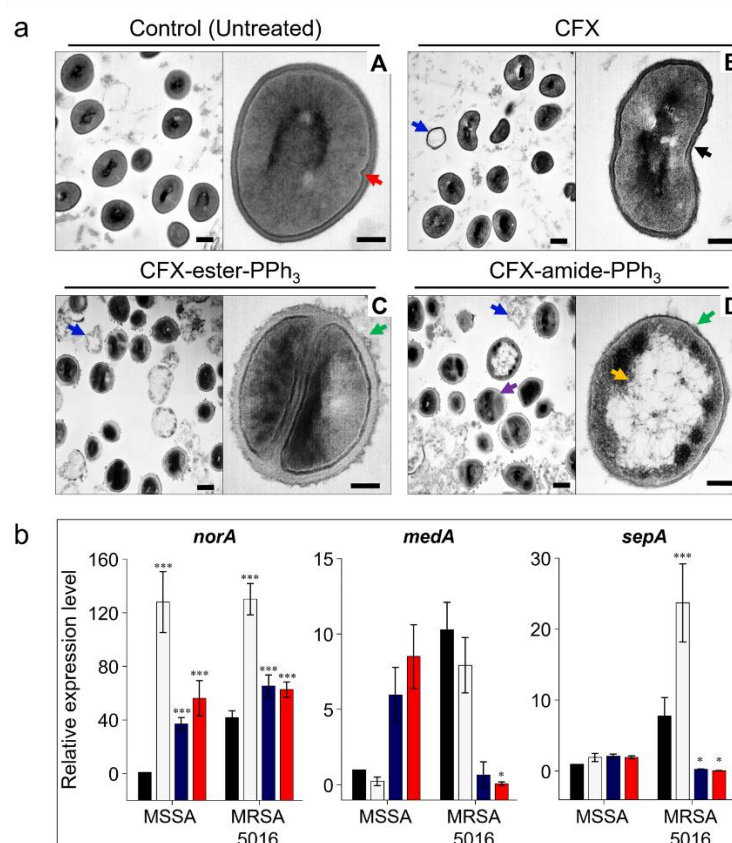 a
Control (Untreated)
CFX
A
B
CFX-ester-PPh₃
CFX-amide-PPh₃
C
D
b
norA
medA
sepA
Relative expression level
160
120
80
40
0
***
***
***
***
***
***
MSSA
MRSA
5016
15
10
5
0
*
MSSA
MRSA
5016
30
20
10
0
***
*
*
MSSA
MRSA
5016